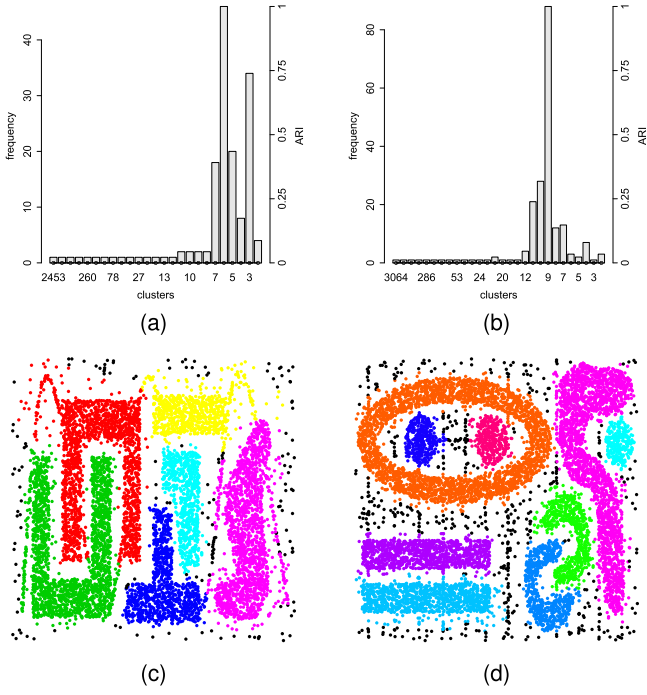 frequency
0 10 20 30 40
2453 260 78 27 13 10 7 5 3
clusters
0 0.25 0.5 0.75 1
ARI
(a)
frequency
0 20 40 60 80
3064 286 53 24 20 12 9 7 5 3
clusters
0 0.25 0.5 0.75 1
ARI
(b)
(c)
(d)